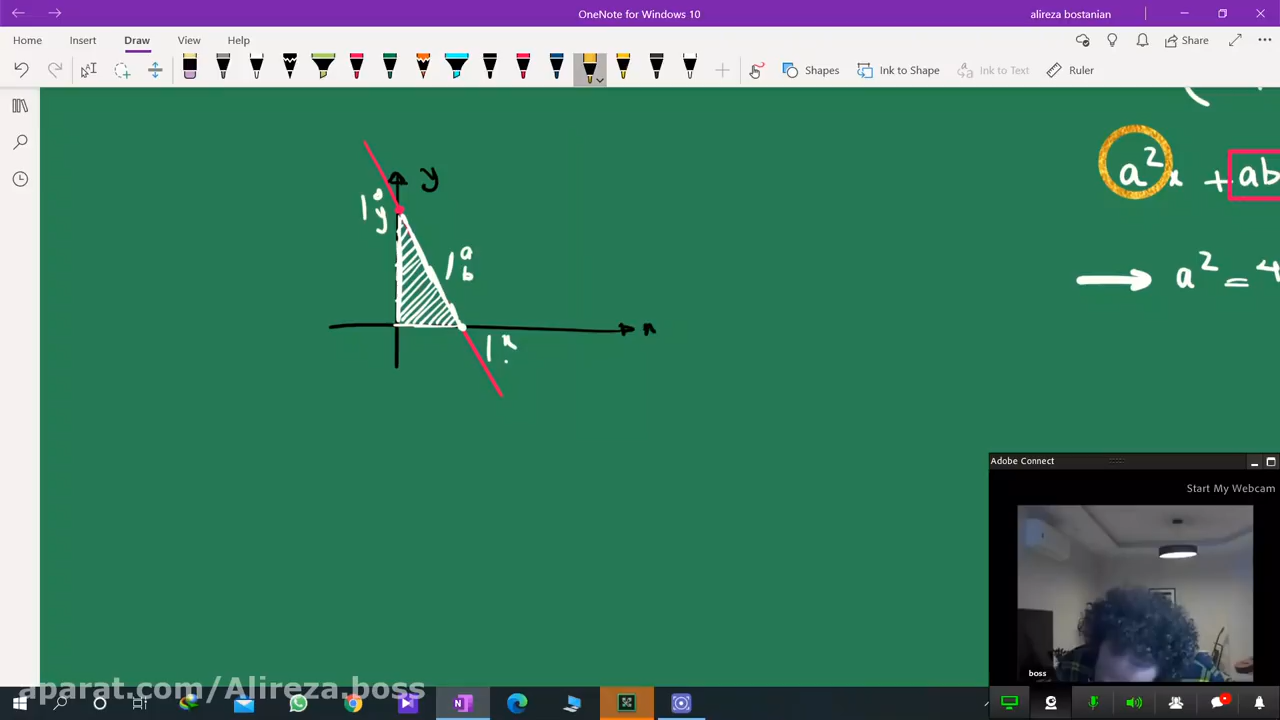 OneNote for Windows 10
alireza bostanian
Home Insert Draw View Help
Share
Shapes
Ink to Shape
Ink to Text
Ruler
y
0
y
a
b
x
x
a²x + ab
a² =
Adobe Connect
Start My Webcam
boss
aparat.com/Alireza.boss